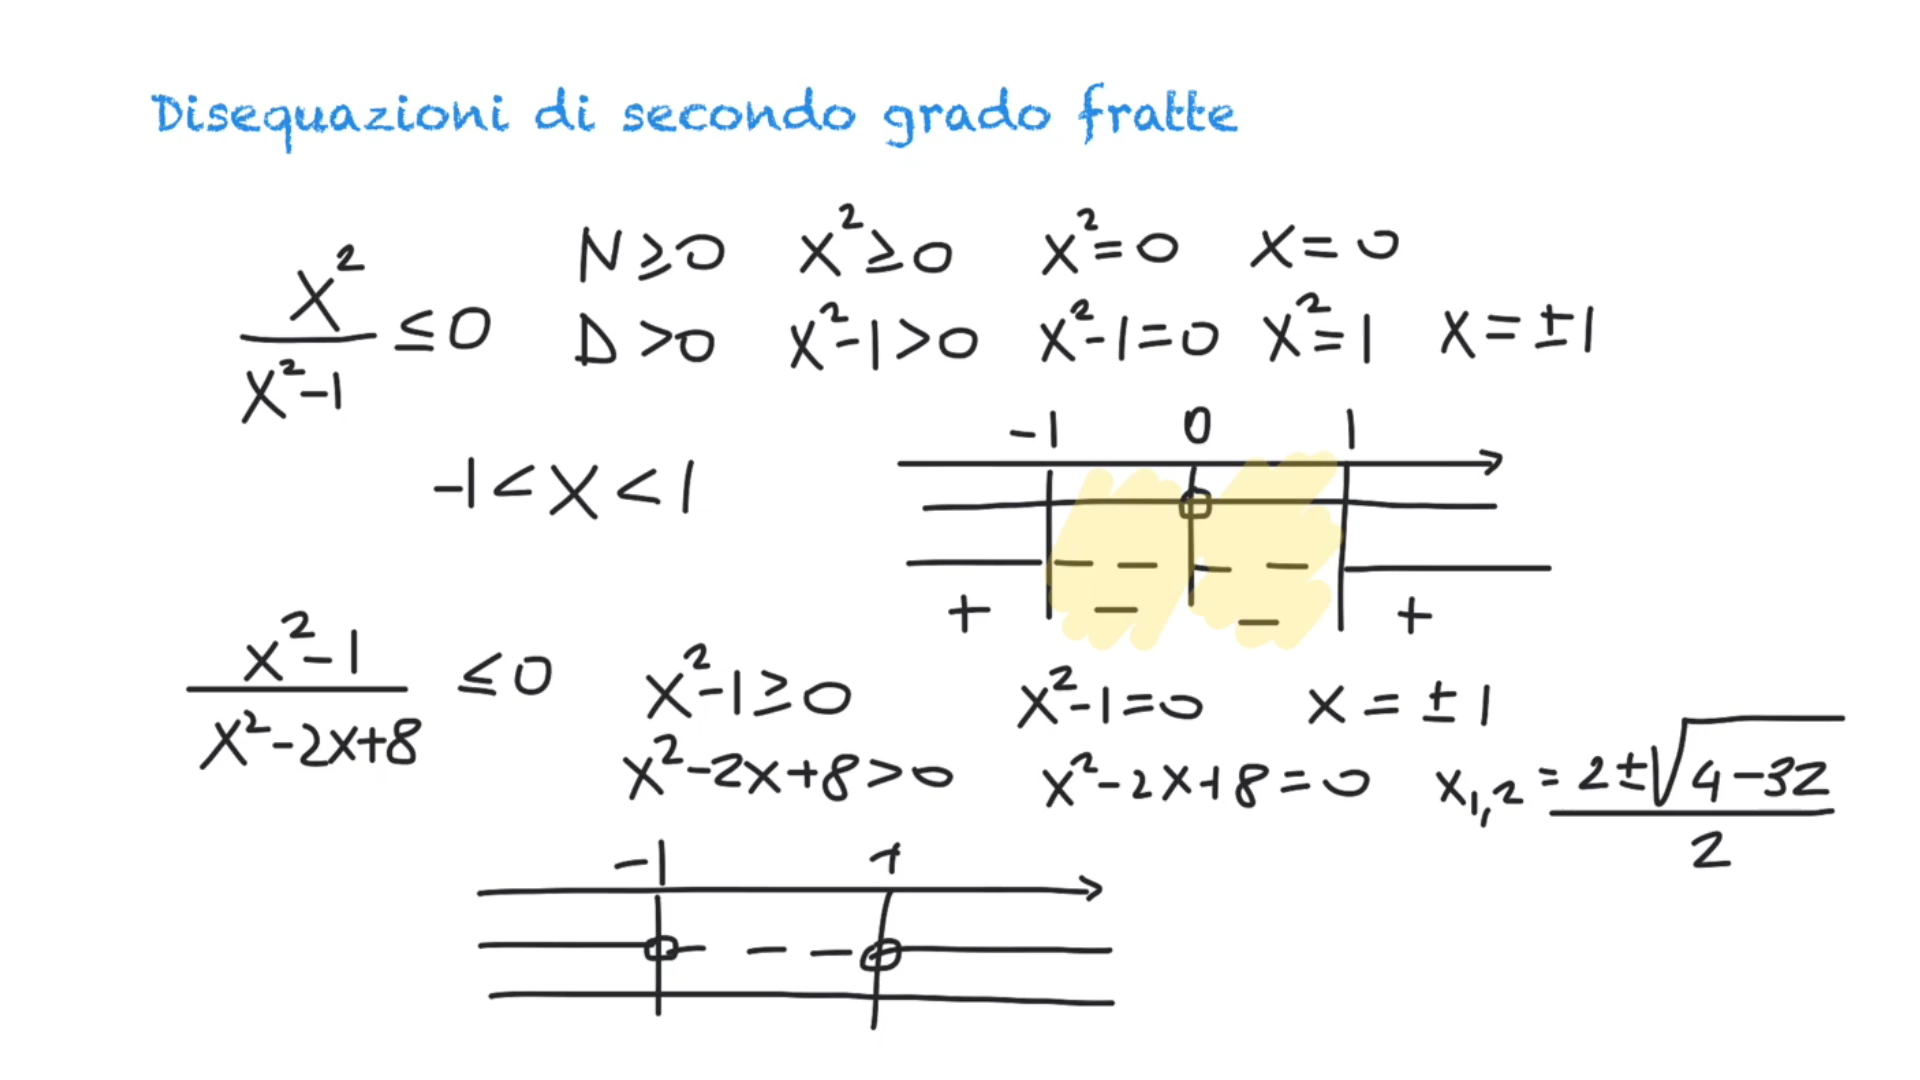 Disequazioni di secondo grado fratte
x²/x²-1 ≤ 0
N ≥ 0 x² ≥ 0 x² = 0 x = 0
D > 0 x²-1 > 0 x²-1 = 0 x² = 1 x = ±1
-1 < x < 1
-1 0 1
+ - - +
x²-1/x²-2x+8 ≤ 0
x²-1 ≥ 0 x²-1 = 0 x = ±1
x²-2x+8 > 0 x²-2x+8 = 0 x₁,₂ = 2±√4-32/2
-1 1